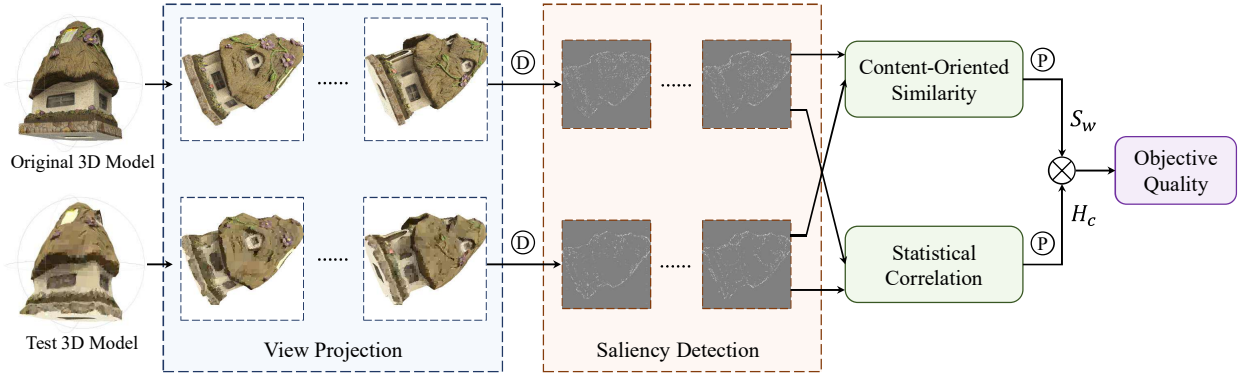 Original 3D Model
Test 3D Model
......
......
View Projection
D
D
......
......
Saliency Detection
Content-Oriented
Similarity
Statistical
Correlation
P
P
S_w
H_c
Objective
Quality